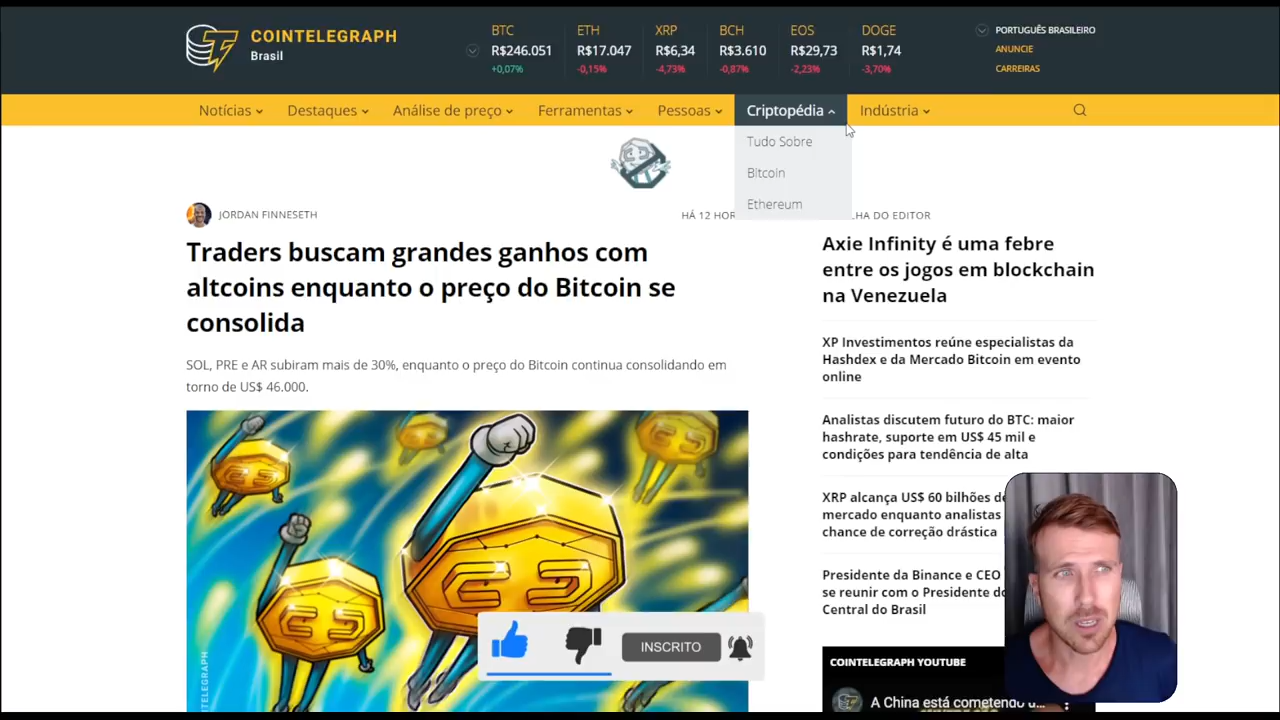 COINTELEGRAPH
Brasil
BTC
R$246.051
+0,07%
ETH
R$17.047
-0,15%
XRP
R$6,34
-4,73%
BCH
R$3.610
-0,87%
EOS
R$29,73
-2,23%
DOGE
R$1,74
-3,70%
PORTUGUÊS BRASILEIRO
ANUNCIE
CARREIRAS
Notícias
Destaques
Análise de preço
Ferramentas
Pessoas
Criptopédia
Indústria
Tudo Sobre
Bitcoin
Ethereum
JORDAN FINNESETH
HÁ 12 HOR
Traders buscam grandes ganhos com
altcoins enquanto o preço do Bitcoin se
consolida
SOL, PRE e AR subiram mais de 30%, enquanto o preço do Bitcoin continua consolidando em
torno de US$ 46.000.
LHA DO EDITOR
Axie Infinity é uma febre
entre os jogos em blockchain
na Venezuela
XP Investimentos reúne especialistas da
Hashdex e da Mercado Bitcoin em evento
online
Analistas discutem futuro do BTC: maior
hashrate, suporte em US$ 45 mil e
condições para tendência de alta
XRP alcança US$ 60 bilhões de
mercado enquanto analistas
chance de correção drástica
Presidente da Binance e CEO
se reunir com o Presidente do
Central do Brasil
COINTELEGRAPH YOUTUBE
A China está cometendo u...
INSCRITO
TELEGRAPH